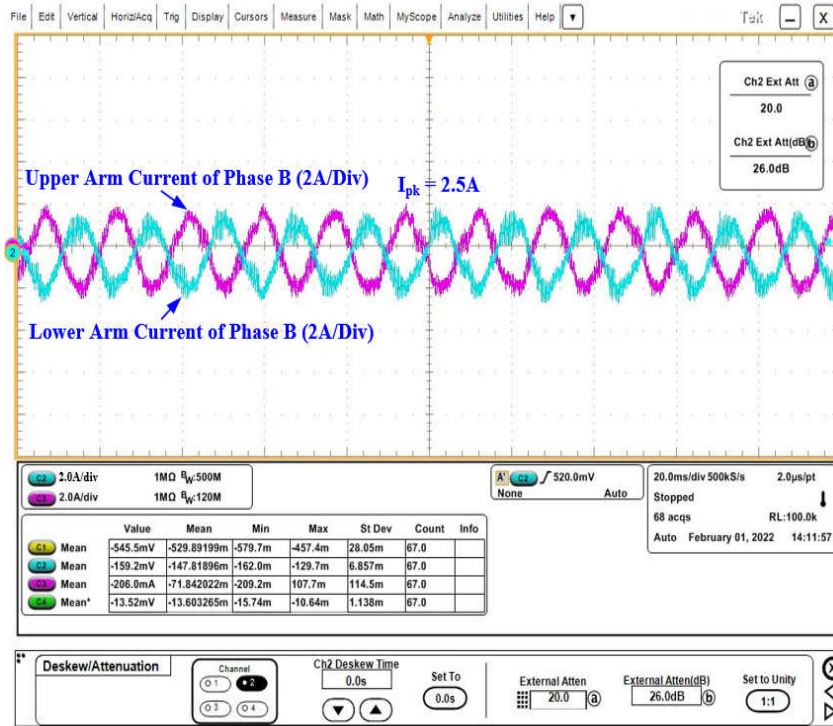 File Edit Vertical Horiz/Acq Trig Display Cursors Measure Mask Math MyScope Analyze Utilities Help Tek X
Ch2 Ext Att a
20.0
Ch2 Ext Att(dB) b
26.0dB
Upper Arm Current of Phase B (2A/Div)
Ipk = 2.5A
2
Lower Arm Current of Phase B (2A/Div)
C2 2.0A/div 1MΩ BW:500M
C3 2.0A/div 1MΩ BW:120M
A' C2 520.0mV
None Auto
20.0ms/div 500kS/s 2.0µs/pt
Stopped
68 acqs RL:100.0k
Auto February 01, 2022 14:11:57
Value Mean Min Max St Dev Count Info
C1 Mean -545.5mV -529.89199m -579.7m -457.4m 28.05m 67.0
C2 Mean -159.2mV -147.81896m -162.0m -129.7m 6.857m 67.0
C3 Mean -206.0mA -71.842022m -209.2m 107.7m 114.5m 67.0
C4 Mean* -13.52mV -13.603265m -15.74m -10.64m 1.138m 67.0
Deskew/Attenuation
Channel
1 2
3 4
Ch2 Deskew Time
0.0s
Set To
0.0s
External Atten
20.0 a
External Atten(dB)
26.0dB b
Set to Unity
1:1
X